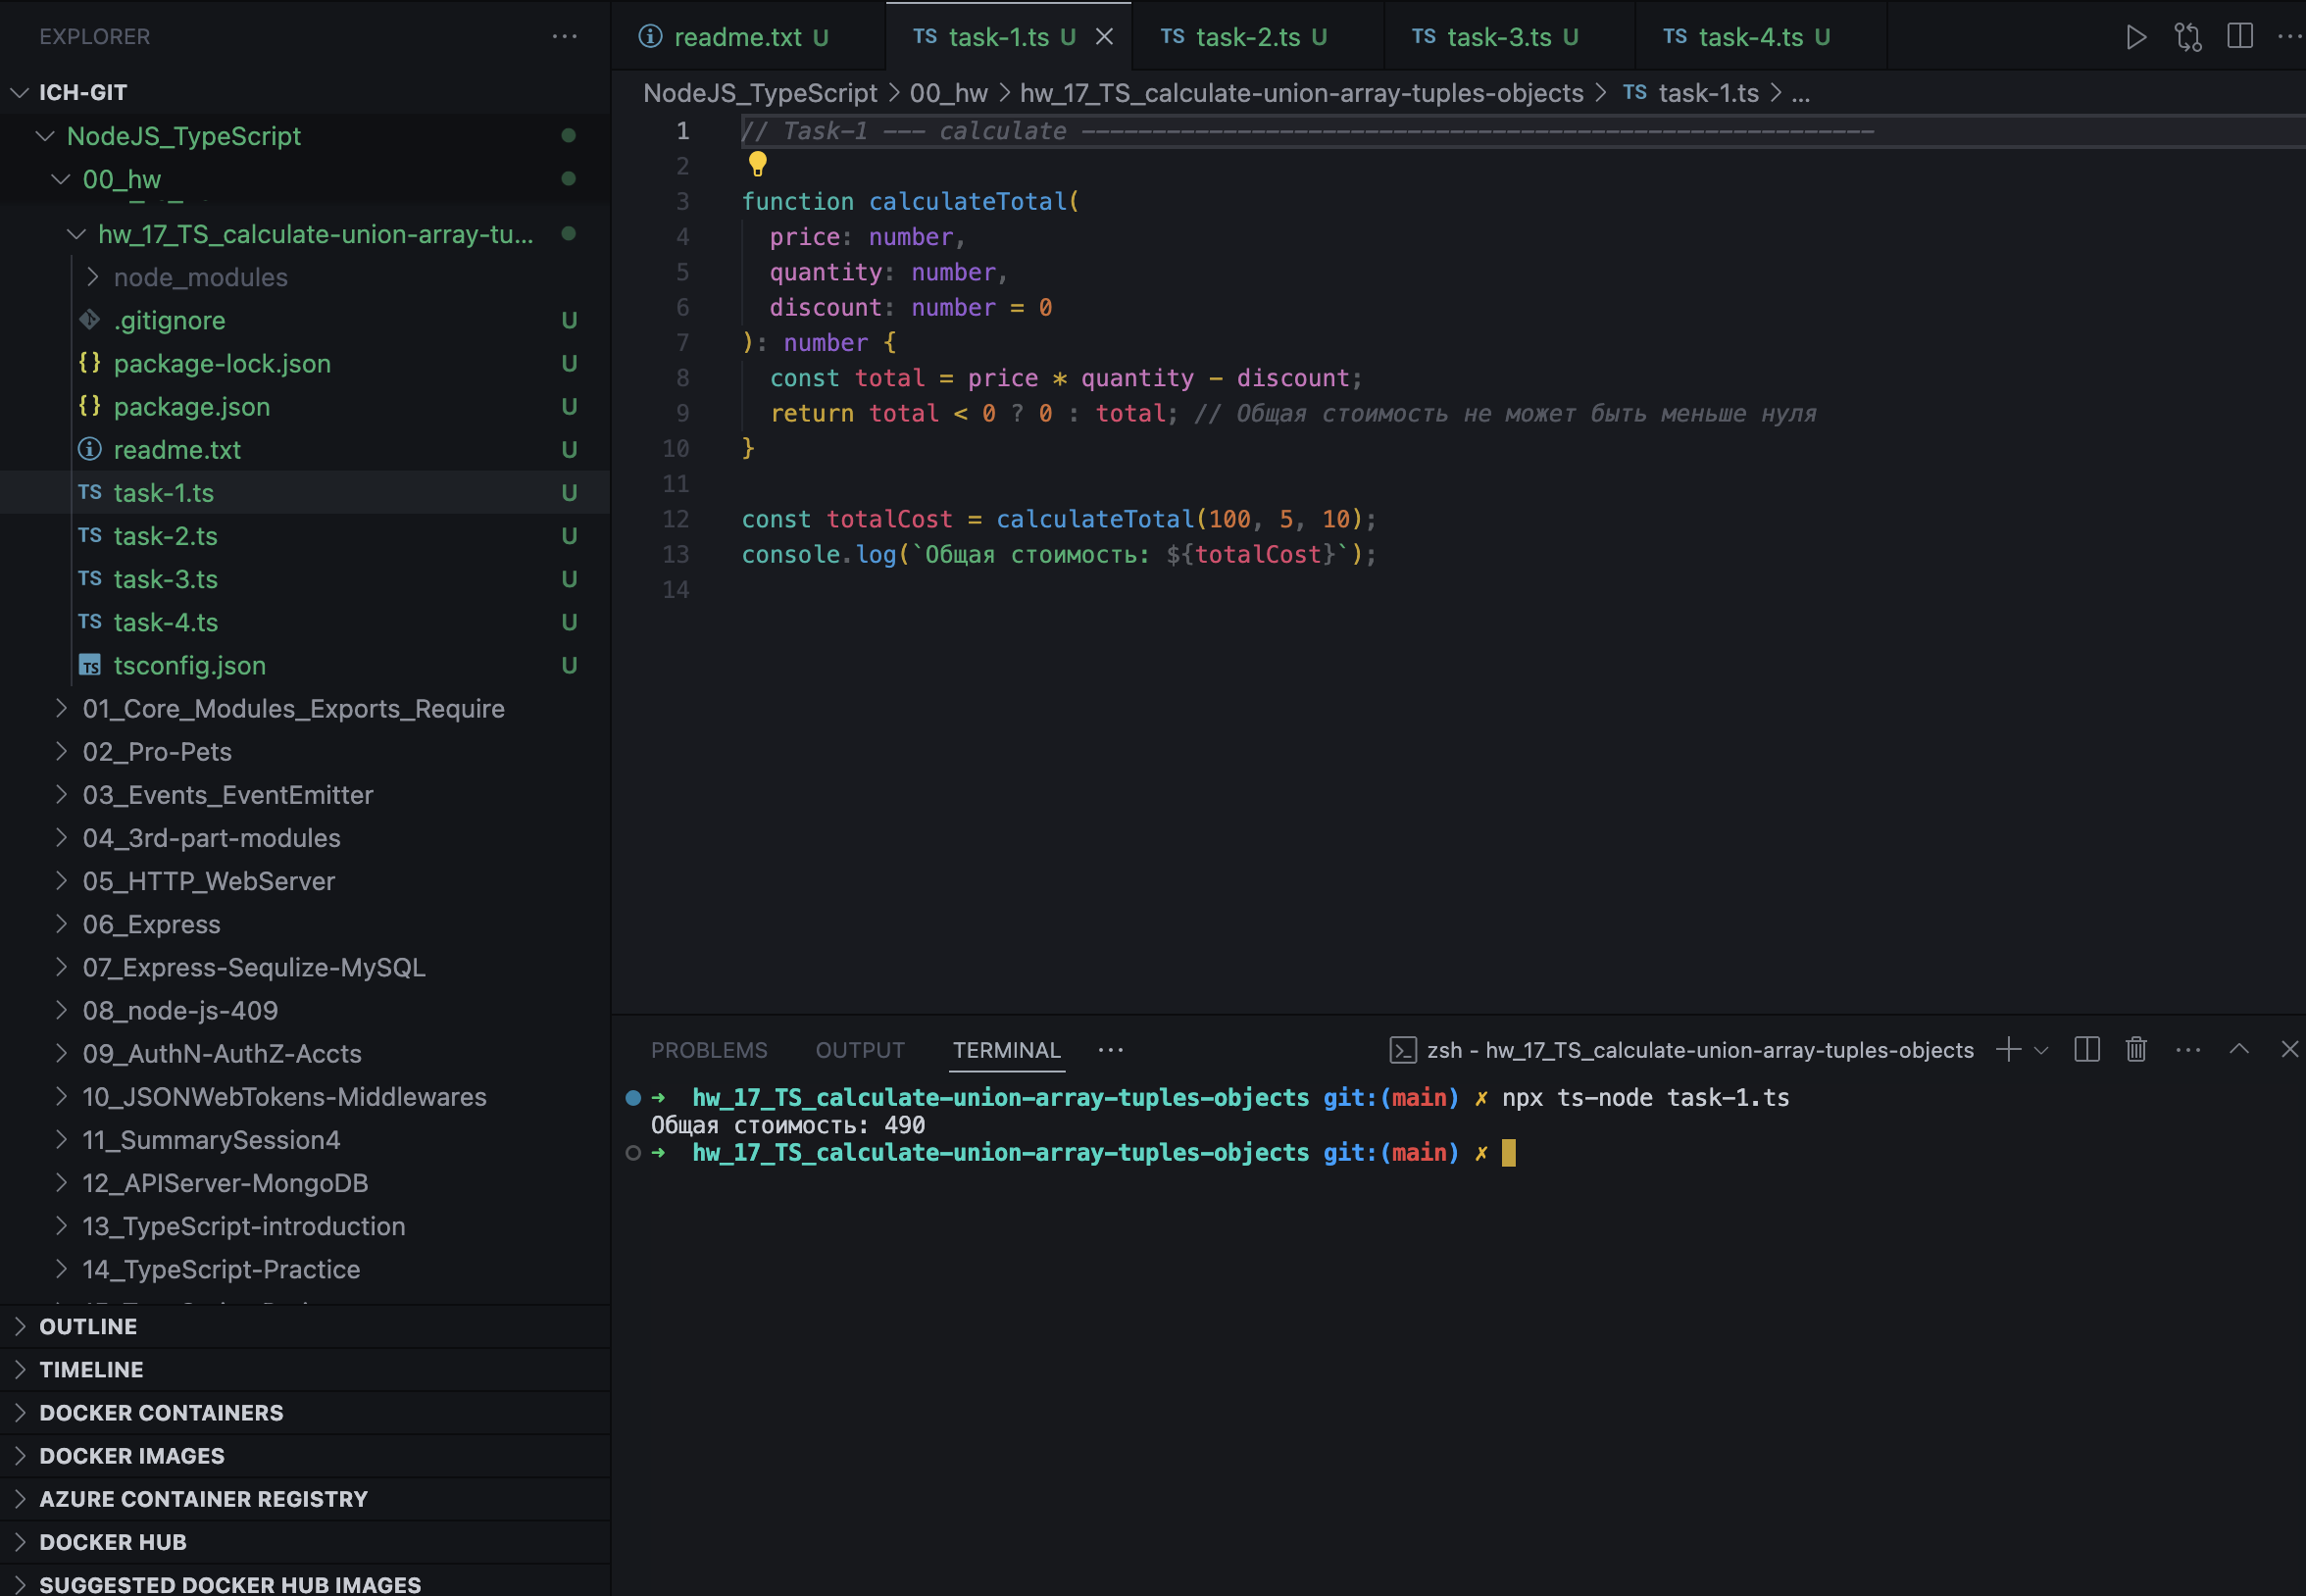 EXPLORER
ICH-GIT
NodeJS_TypeScript
00_hw
hw_17_TS_calculate-union-array-tu...
node_modules
.gitignore U
package-lock.json U
package.json U
readme.txt U
TS task-1.ts U
TS task-2.ts U
TS task-3.ts U
TS task-4.ts U
TS tsconfig.json U
01_Core_Modules_Exports_Require
02_Pro-Pets
03_Events_EventEmitter
04_3rd-part-modules
05_HTTP_WebServer
06_Express
07_Express-Sequlize-MySQL
08_node-js-409
09_AuthN-AuthZ-Accts
10_JSONWebTokens-Middlewares
11_SummarySession4
12_APIServer-MongoDB
13_TypeScript-introduction
14_TypeScript-Practice
OUTLINE
TIMELINE
DOCKER CONTAINERS
DOCKER IMAGES
AZURE CONTAINER REGISTRY
DOCKER HUB
SUGGESTED DOCKER HUB IMAGES
readme.txt U TS task-1.ts U TS task-2.ts U TS task-3.ts U TS task-4.ts U
NodeJS_TypeScript > 00_hw > hw_17_TS_calculate-union-array-tuples-objects > TS task-1.ts > ...
1 // Task-1 --- calculate --------------------------------------------------------
2
3 function calculateTotal(
4 price: number,
5 quantity: number,
6 discount: number = 0
7 ): number {
8 const total = price * quantity - discount;
9 return total < 0 ? 0 : total; // Общая стоимость не может быть меньше нуля
10 }
11
12 const totalCost = calculateTotal(100, 5, 10);
13 console.log(`Общая стоимость: ${totalCost}`);
14
PROBLEMS OUTPUT TERMINAL ... zsh - hw_17_TS_calculate-union-array-tuples-objects
➜ hw_17_TS_calculate-union-array-tuples-objects git:(main) ✗ npx ts-node task-1.ts
Общая стоимость: 490
➜ hw_17_TS_calculate-union-array-tuples-objects git:(main) ✗